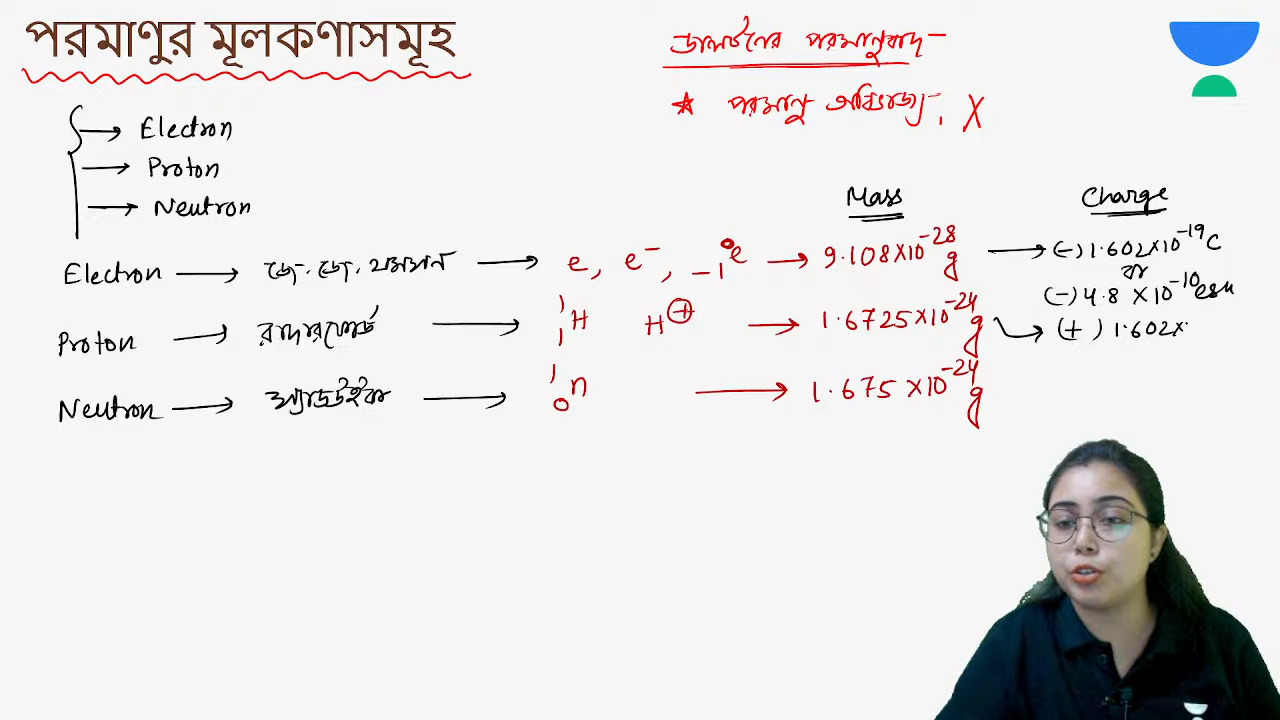 পরমাণুর মূলকণাসমূহ
ডালটনের পরমাণুবাদ-
★ পরমাণু অবিভাজ্য, X
→ Electron
→ Proton
→ Neutron
Mass Charge
Electron → জে. জে. থমসন → e, e⁻, ₋₁⁰e → 9.108×10⁻²⁸ g → (-) 1.602×10⁻¹⁹ C
বা
(-) 4.8 × 10⁻¹⁰ esu
Proton → রাদারফোর্ড → ₁¹H H⁺ → 1.6725×10⁻²⁴ g → (+) 1.602×
Neutron → → ₀¹n → 1.675 ×10⁻²⁴ g